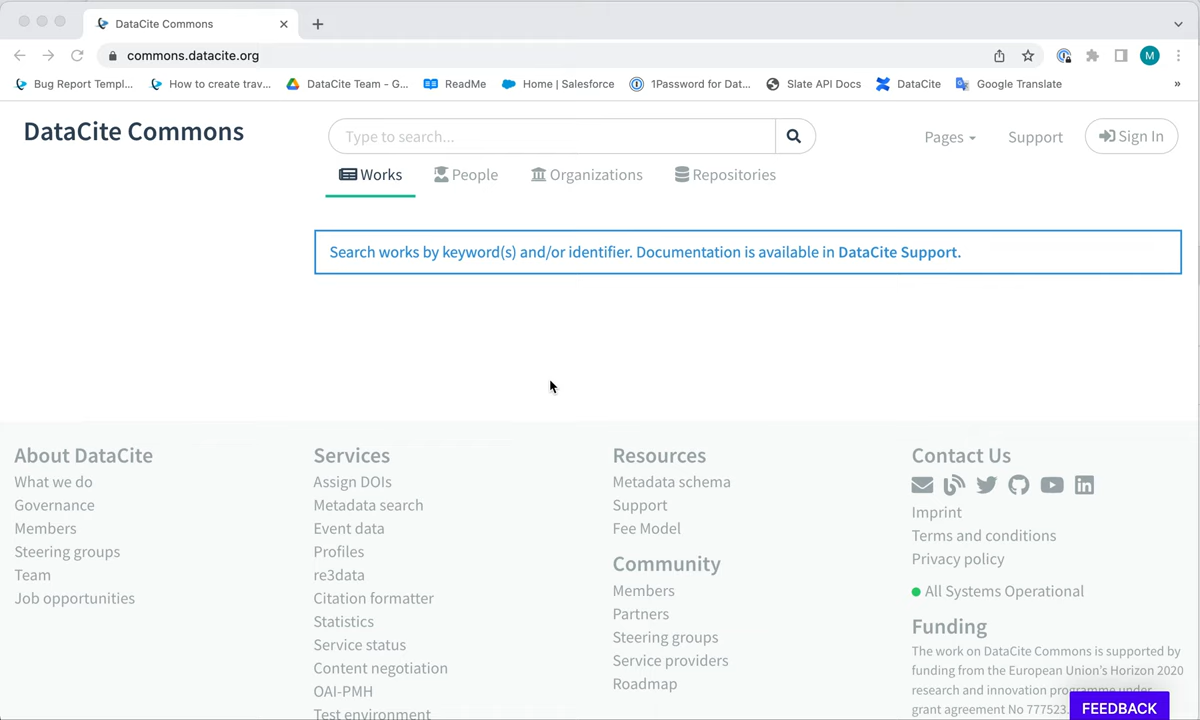 DataCite Commons
commons.datacite.org
M
Bug Report Templ...
How to create trav...
DataCite Team - G...
ReadMe
Home | Salesforce
1Password for Dat...
Slate API Docs
DataCite
Google Translate
»
DataCite Commons
Type to search...
Pages
Support
Sign In
Works
People
Organizations
Repositories
Search works by keyword(s) and/or identifier. Documentation is available in DataCite Support.
About DataCite
What we do
Governance
Members
Steering groups
Team
Job opportunities
Services
Assign DOIs
Metadata search
Event data
Profiles
re3data
Citation formatter
Statistics
Service status
Content negotiation
OAI-PMH
Test environment
Resources
Metadata schema
Support
Fee Model
Community
Members
Partners
Steering groups
Service providers
Roadmap
Contact Us
Imprint
Terms and conditions
Privacy policy
All Systems Operational
Funding
The work on DataCite Commons is supported by
funding from the European Union's Horizon 2020
research and innovation programme under
grant agreement No 777523.
FEEDBACK